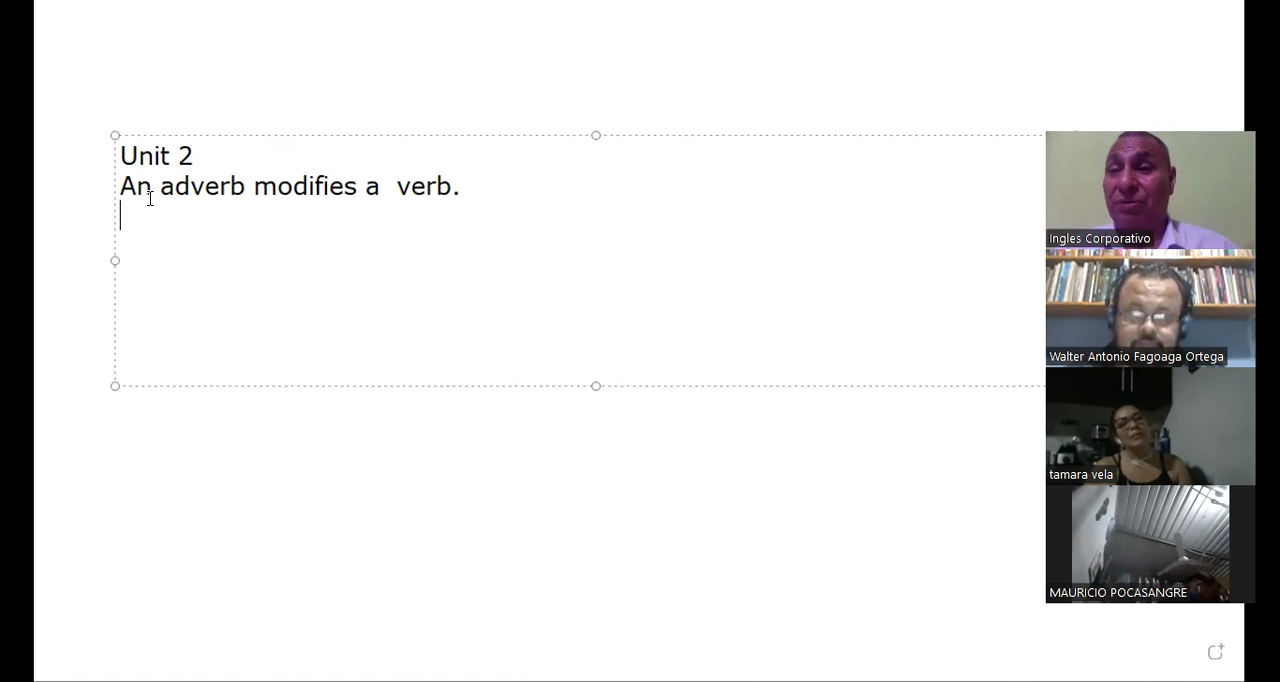 Unit 2
An adverb modifies a  verb.
Ingles Corporativo
Walter Antonio Fagoaga Ortega
tamara vela
MAURICIO POCASANGRE